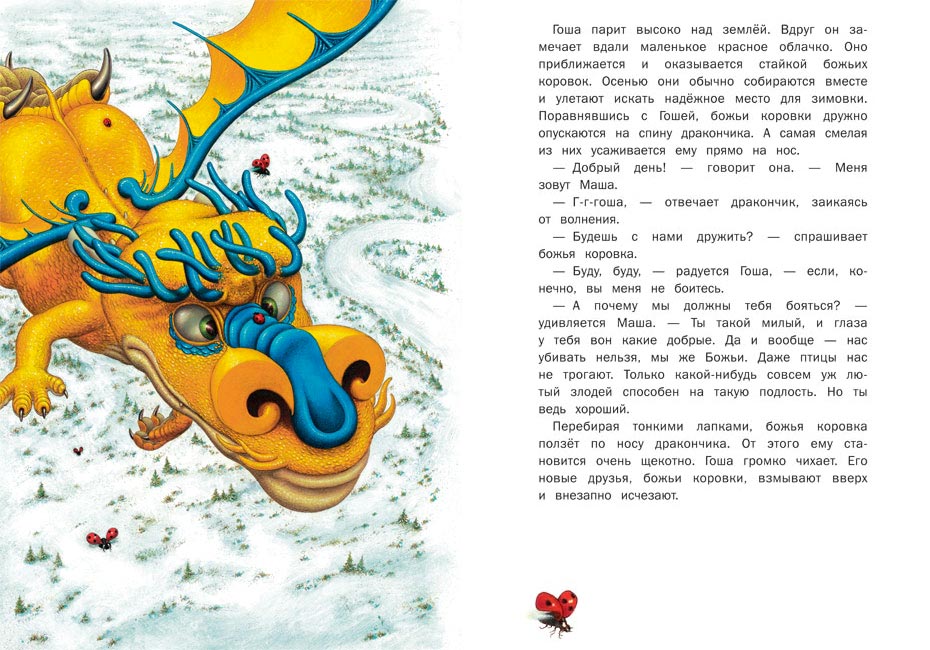 Гоша парит высоко над землёй. Вдруг он за-
мечает вдали маленькое красное облачко. Оно
приближается и оказывается стайкой божьих
коровок. Осенью они обычно собираются вместе
и улетают искать надёжное место для зимовки.
Поравнявшись с Гошей, божьи коровки дружно
опускаются на спину дракончика. А самая смелая
из них усаживается ему прямо на нос.
— Добрый день! — говорит она. — Меня
зовут Маша.
— Г-г-гоша, — отвечает дракончик, заикаясь
от волнения.
— Будешь с нами дружить? — спрашивает
божья коровка.
— Буду, буду, — радуется Гоша, — если, ко-
нечно, вы меня не боитесь.
— А почему мы должны тебя бояться? —
удивляется Маша. — Ты такой милый, и глаза
у тебя вон какие добрые. Да и вообще — нас
убивать нельзя, мы же Божьи. Даже птицы нас
не трогают. Только какой-нибудь совсем уж лю-
тый злодей способен на такую подлость. Но ты
ведь хороший.
Перебирая тонкими лапками, божья коровка
ползёт по носу дракончика. От этого ему ста-
новится очень щекотно. Гоша громко чихает. Его
новые друзья, божьи коровки, взмывают вверх
и внезапно исчезают.